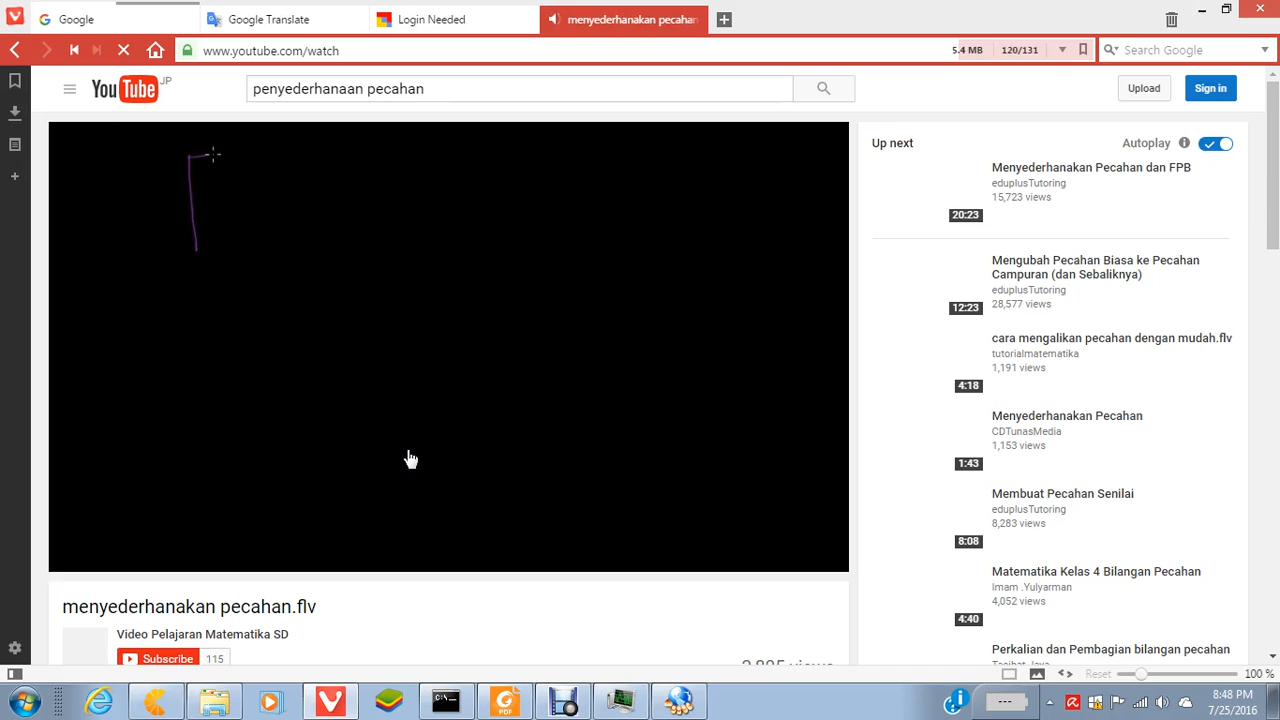 Google
Google Translate
Login Needed
menyederhanakan pecahan
www.youtube.com/watch
5.4 MB
120/131
Search Google
YouTube JP
penyederhanaan pecahan
Upload
Sign in
Up next
Autoplay
Menyederhanakan Pecahan dan FPB
eduplusTutoring
15,723 views
20:23
Mengubah Pecahan Biasa ke Pecahan
Campuran (dan Sebaliknya)
eduplusTutoring
28,577 views
12:23
cara mengalikan pecahan dengan mudah.flv
tutorialmatematika
1,191 views
4:18
Menyederhanakan Pecahan
CDTunasMedia
1,153 views
1:43
Membuat Pecahan Senilai
eduplusTutoring
8,283 views
8:08
Matematika Kelas 4 Bilangan Pecahan
Imam .Yulyarman
4,052 views
4:40
Perkalian dan Pembagian bilangan pecahan
menyederhanakan pecahan.flv
Video Pelajaran Matematika SD
Subscribe
115
Reset
100 %
C:\
PDF
8:48 PM
7/25/2016